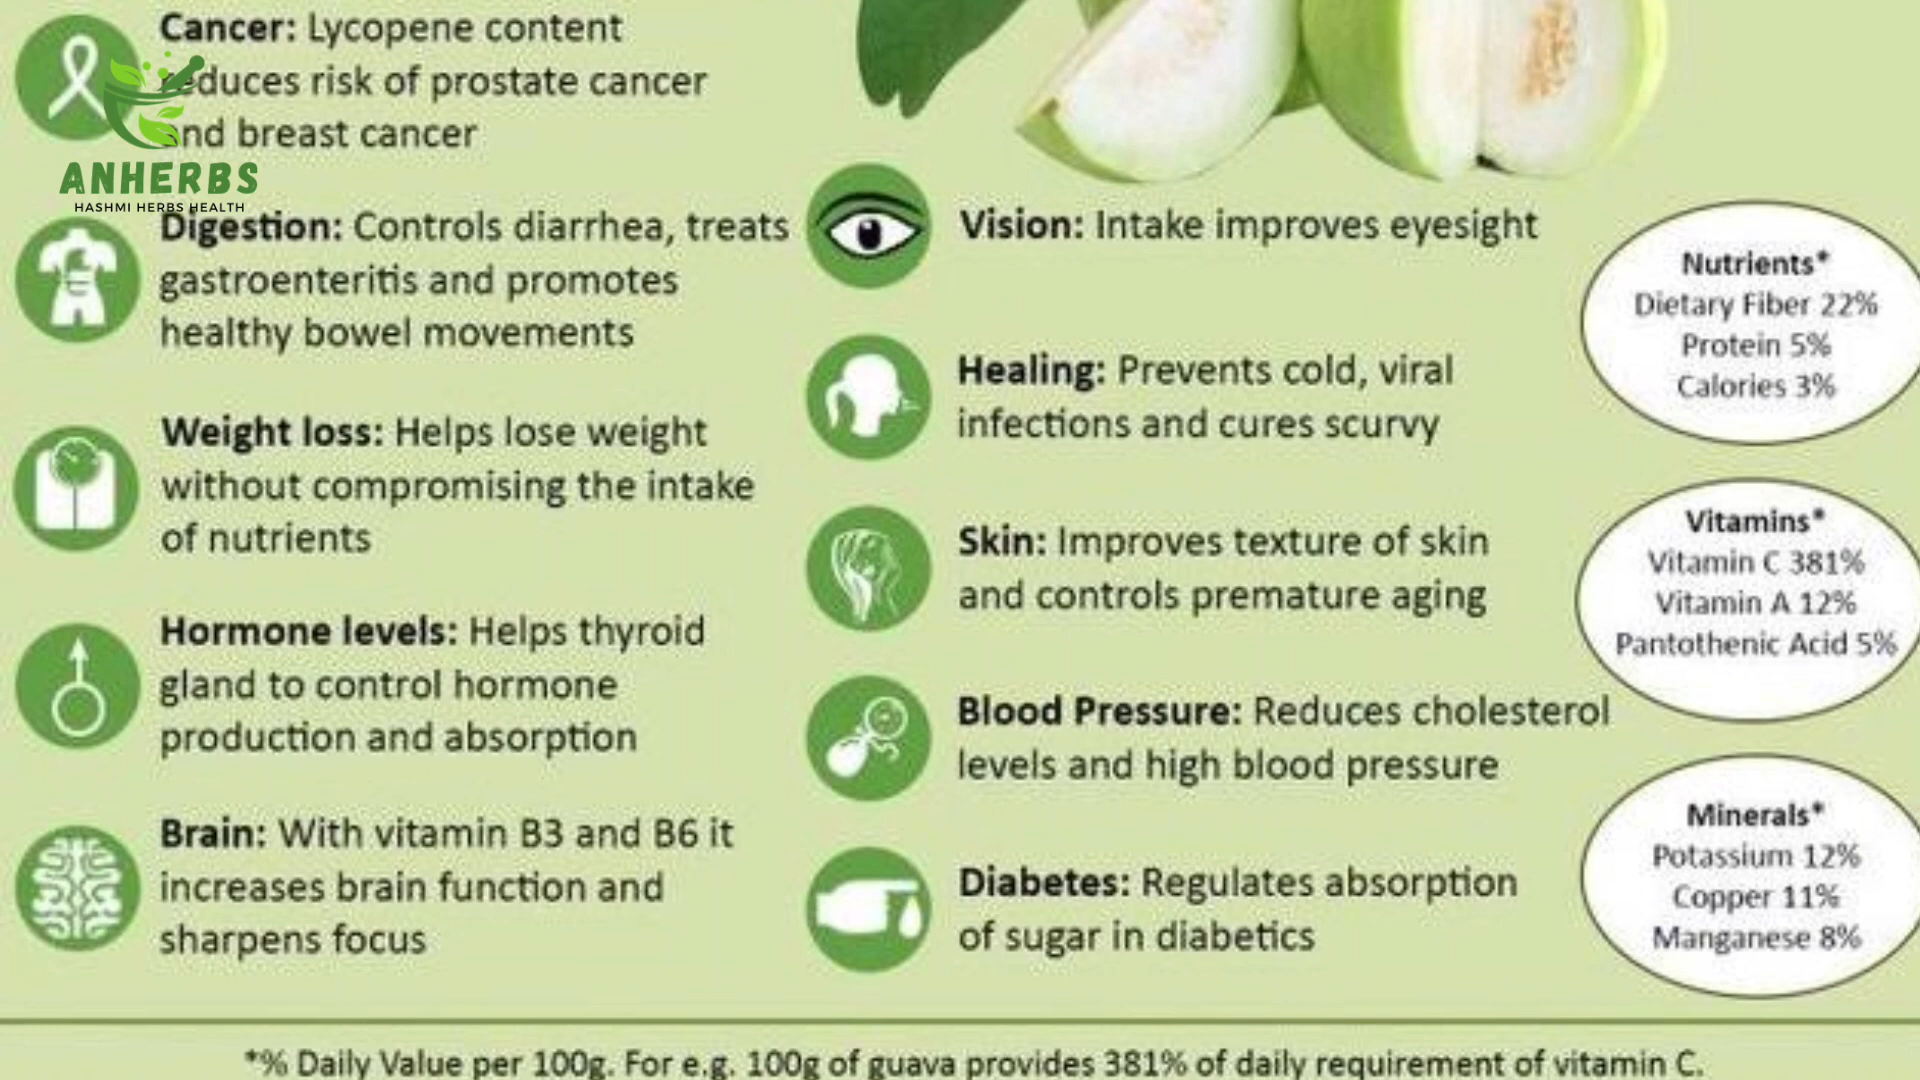 Cancer: Lycopene content
reduces risk of prostate cancer
and breast cancer
ANHERBS
HASHMI HERBS HEALTH
Digestion: Controls diarrhea, treats
gastroenteritis and promotes
healthy bowel movements
Weight loss: Helps lose weight
without compromising the intake
of nutrients
Hormone levels: Helps thyroid
gland to control hormone
production and absorption
Brain: With vitamin B3 and B6 it
increases brain function and
sharpens focus
Vision: Intake improves eyesight
Healing: Prevents cold, viral
infections and cures scurvy
Skin: Improves texture of skin
and controls premature aging
Blood Pressure: Reduces cholesterol
levels and high blood pressure
Diabetes: Regulates absorption
of sugar in diabetics
Nutrients*
Dietary Fiber 22%
Protein 5%
Calories 3%
Vitamins*
Vitamin C 381%
Vitamin A 12%
Pantothenic Acid 5%
Minerals*
Potassium 12%
Copper 11%
Manganese 8%
*% Daily Value per 100g. For e.g. 100g of guava provides 381% of daily requirement of vitamin C.